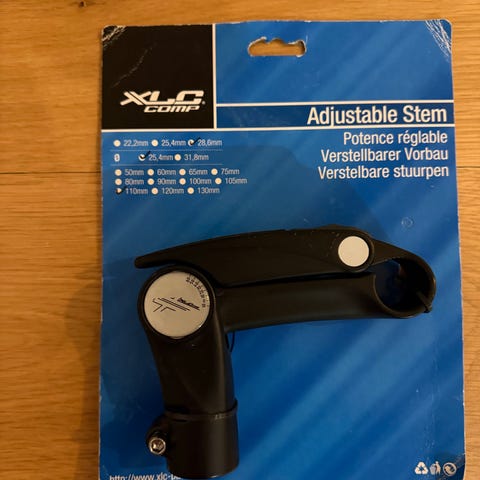 XLC
COMP
Adjustable Stem
Potence réglable
Verstellbarer Vorbau
Verstelbare stuurpen
22,2mm 25,4mm 28,6mm
Ø 25,4mm 31,8mm
50mm 60mm 65mm 75mm
80mm 90mm 100mm 105mm
110mm 120mm 130mm